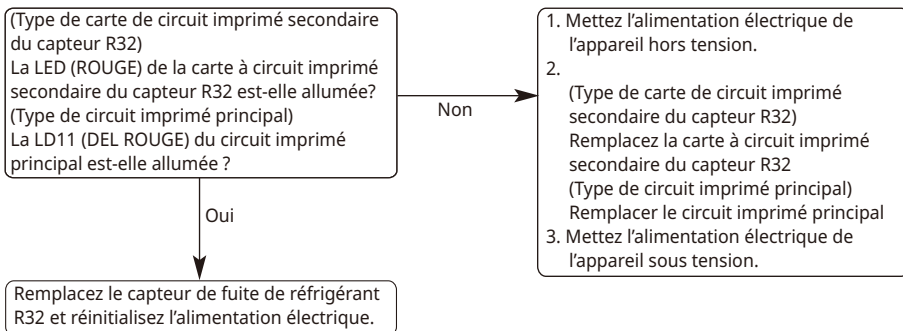 (Type de carte de circuit imprimé secondaire
du capteur R32)
La LED (ROUGE) de la carte à circuit imprimé
secondaire du capteur R32 est-elle allumée?
(Type de circuit imprimé principal)
La LD11 (DEL ROUGE) du circuit imprimé
principal est-elle allumée ?
Non
1. Mettez l’alimentation électrique de
l’appareil hors tension.
2.
(Type de carte de circuit imprimé
secondaire du capteur R32)
Remplacez la carte à circuit imprimé
secondaire du capteur R32
(Type de circuit imprimé principal)
Remplacer le circuit imprimé principal
3. Mettez l’alimentation électrique de
l’appareil sous tension.
Oui
Remplacez le capteur de fuite de réfrigérant
R32 et réinitialisez l’alimentation électrique.